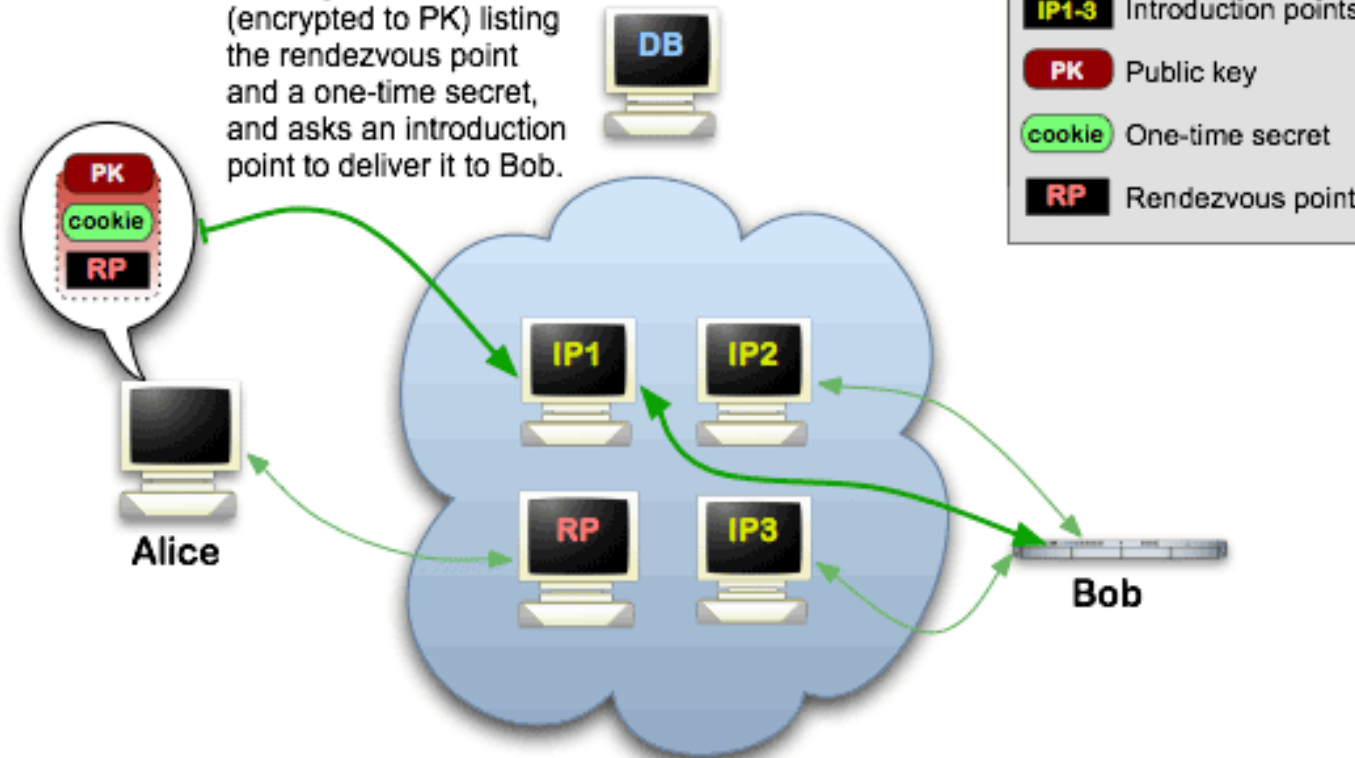 (encrypted to PK) listing
the rendezvous point
and a one-time secret,
and asks an introduction
point to deliver it to Bob.
DB
IP1-3 Introduction points
PK Public key
cookie One-time secret
RP Rendezvous point
PK
cookie
RP
IP1
IP2
RP
IP3
Alice
Bob